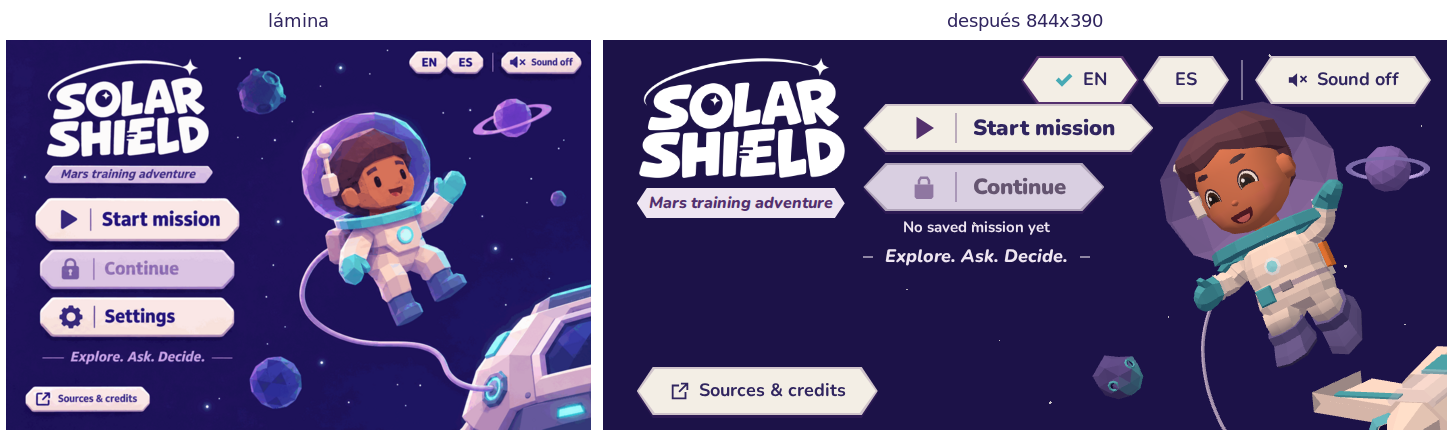 lámina
EN ES Sound off
SOLAR
SHIELD
Mars training adventure
Start mission
Continue
Settings
Explore. Ask. Decide.
Sources & credits
después 844x390
EN ES Sound off
SOLAR
SHIELD
Mars training adventure
Start mission
Continue
No saved mission yet
Explore. Ask. Decide.
Sources & credits